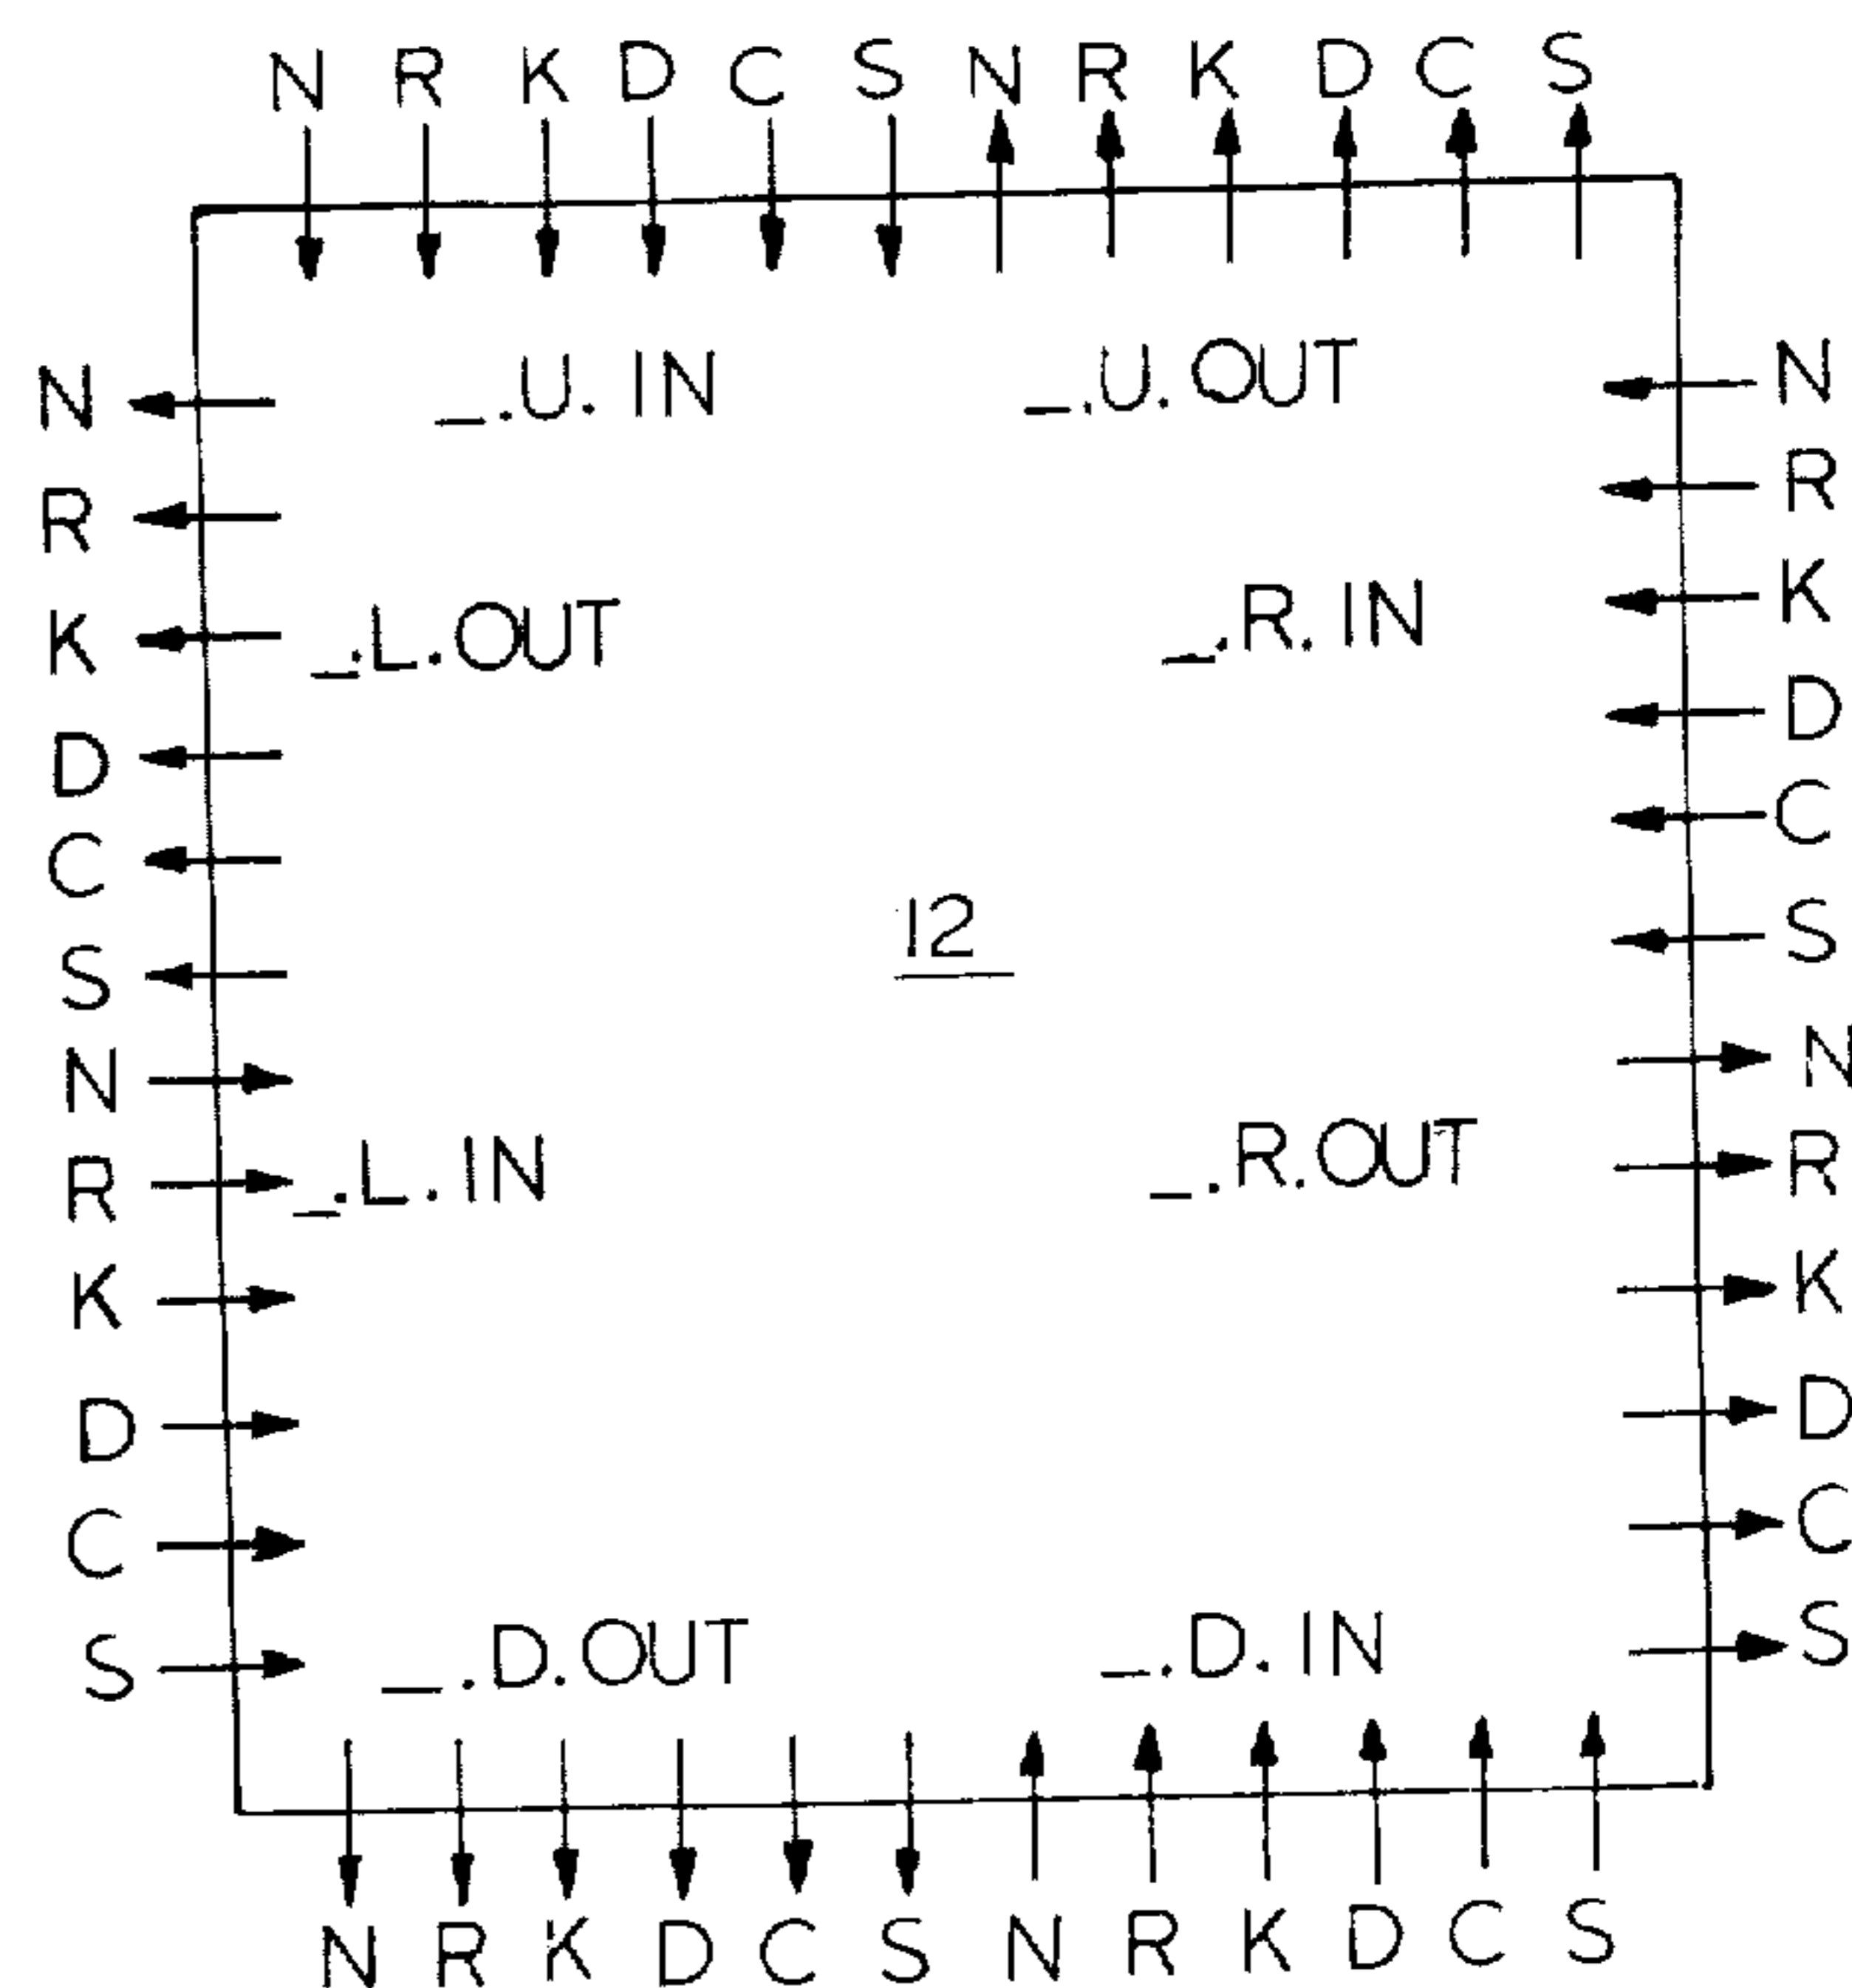 N R K D C S N R K D C S
_.U.IN _.U.OUT
N N
R R
K _.L.OUT _.R.IN K
D D
C C
S 12 S
N N
R _.L.IN _.R.OUT R
K K
D D
C C
S _.D.OUT _.D.IN S
N R K D C S N R K D C S